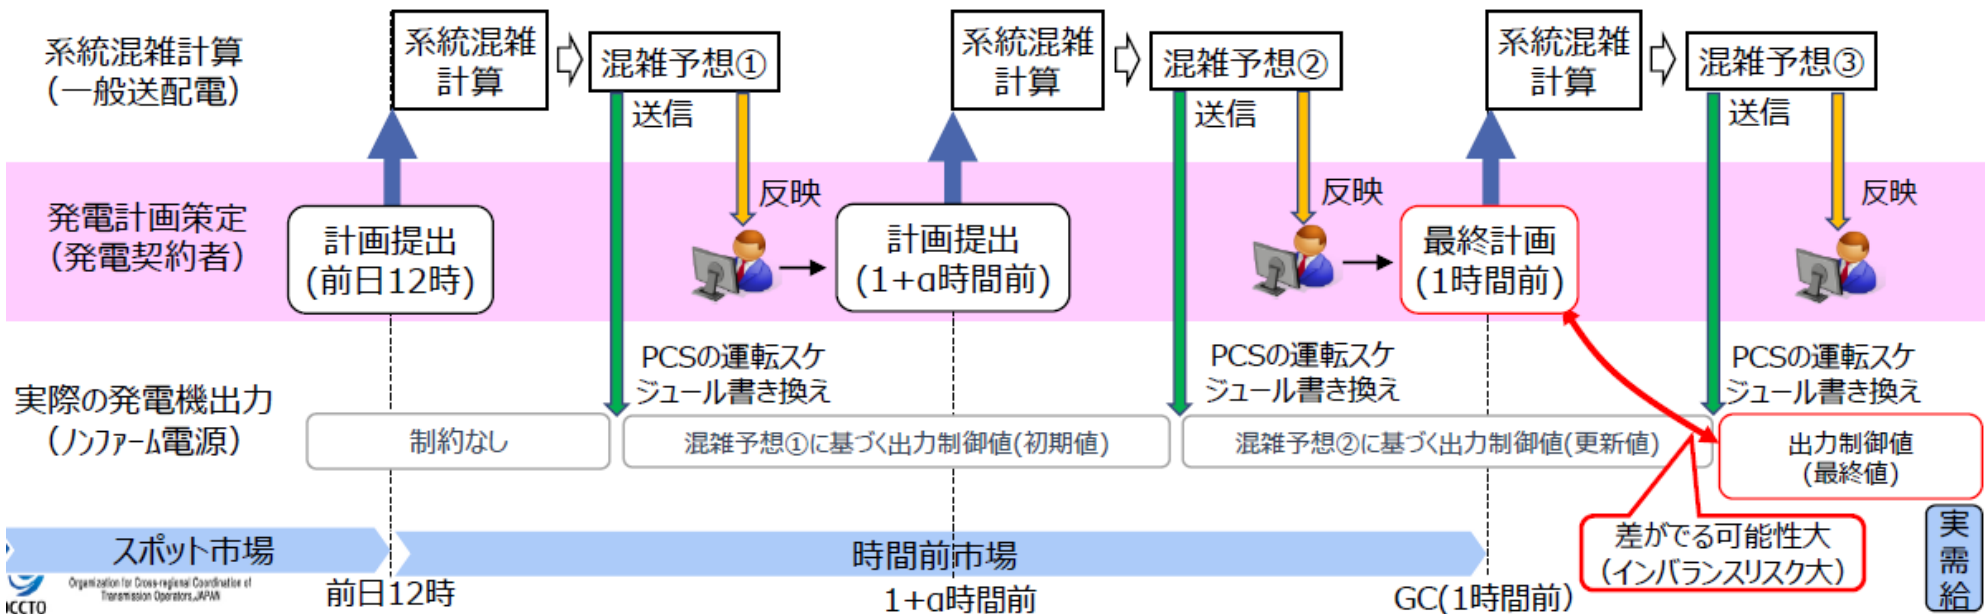 系統混雑計算
（一般送配電）
系統混雑
計算
混雑予想①
送信
系統混雑
計算
混雑予想②
送信
系統混雑
計算
混雑予想③
送信
発電計画策定
（発電契約者）
計画提出
(前日12時)
反映
計画提出
(1+α時間前)
反映
最終計画
(1時間前)
反映
実際の発電機出力
（ノンファーム電源）
PCSの運転スケ
ジュール書き換え
PCSの運転スケ
ジュール書き換え
PCSの運転スケ
ジュール書き換え
制約なし
混雑予想①に基づく出力制御値(初期値)
混雑予想②に基づく出力制御値(更新値)
出力制御値
(最終値)
差がでる可能性大
（インバランスリスク大）
スポット市場
時間前市場
実
需
給
Organization for Cross-regional Coordination of
Transmission Operators, JAPAN
前日12時
1+α時間前
GC(1時間前)